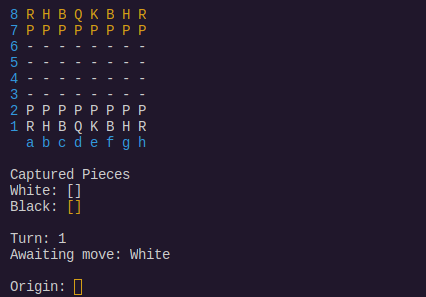 8 R H B Q K B H R
7 P P P P P P P P
6 - - - - - - - -
5 - - - - - - - -
4 - - - - - - - -
3 - - - - - - - -
2 P P P P P P P P
1 R H B Q K B H R
a b c d e f g h
Captured Pieces
White: []
Black: []
Turn: 1
Awaiting move: White
Origin: